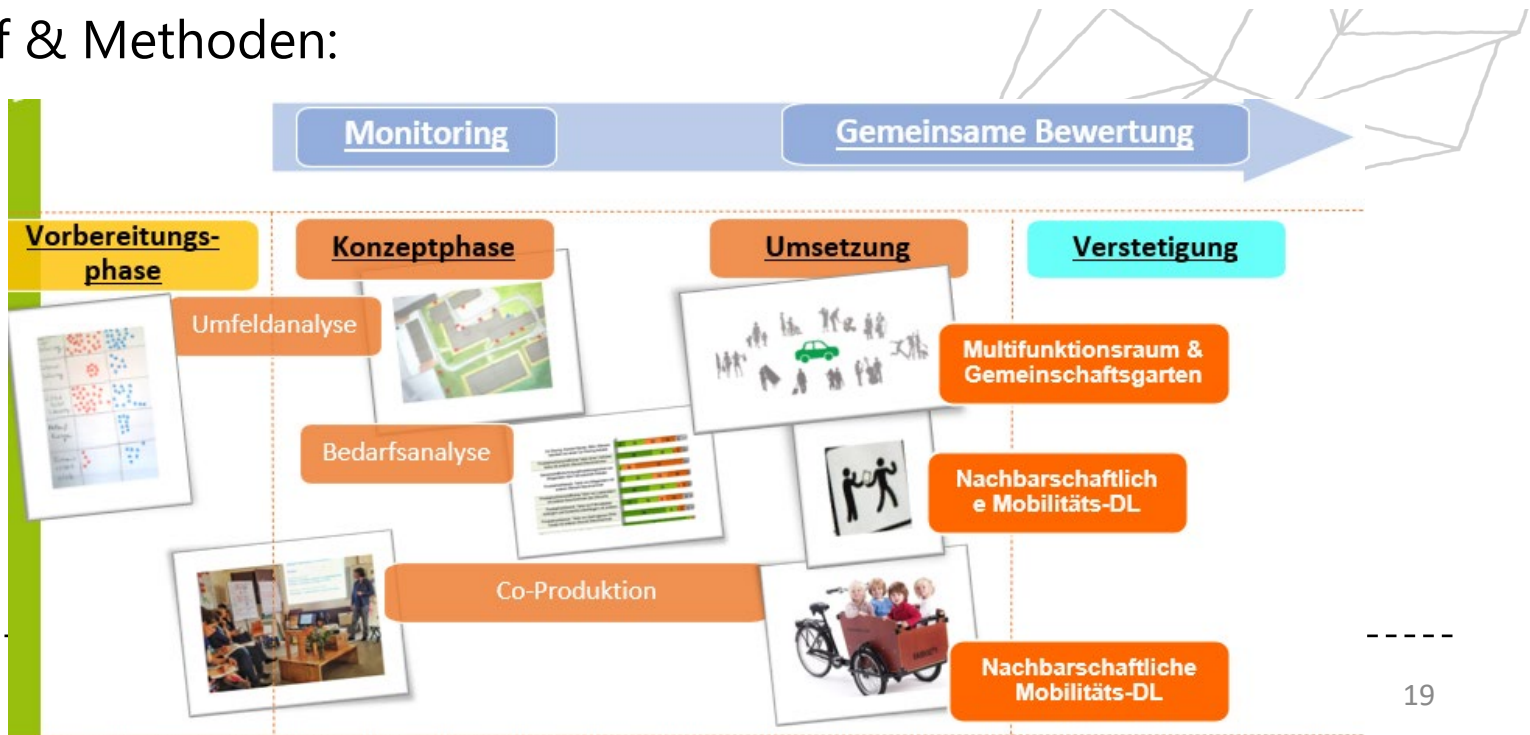 f & Methoden:
Monitoring
Gemeinsame Bewertung
Vorbereitungs-
phase
Konzeptphase
Umsetzung
Verstetigung
Umfeldanalyse
Multifunktionsraum &
Gemeinschaftsgarten
Bedarfsanalyse
Nachbarschaftlich
e Mobilitäts-DL
Co-Produktion
Nachbarschaftliche
Mobilitäts-DL
19